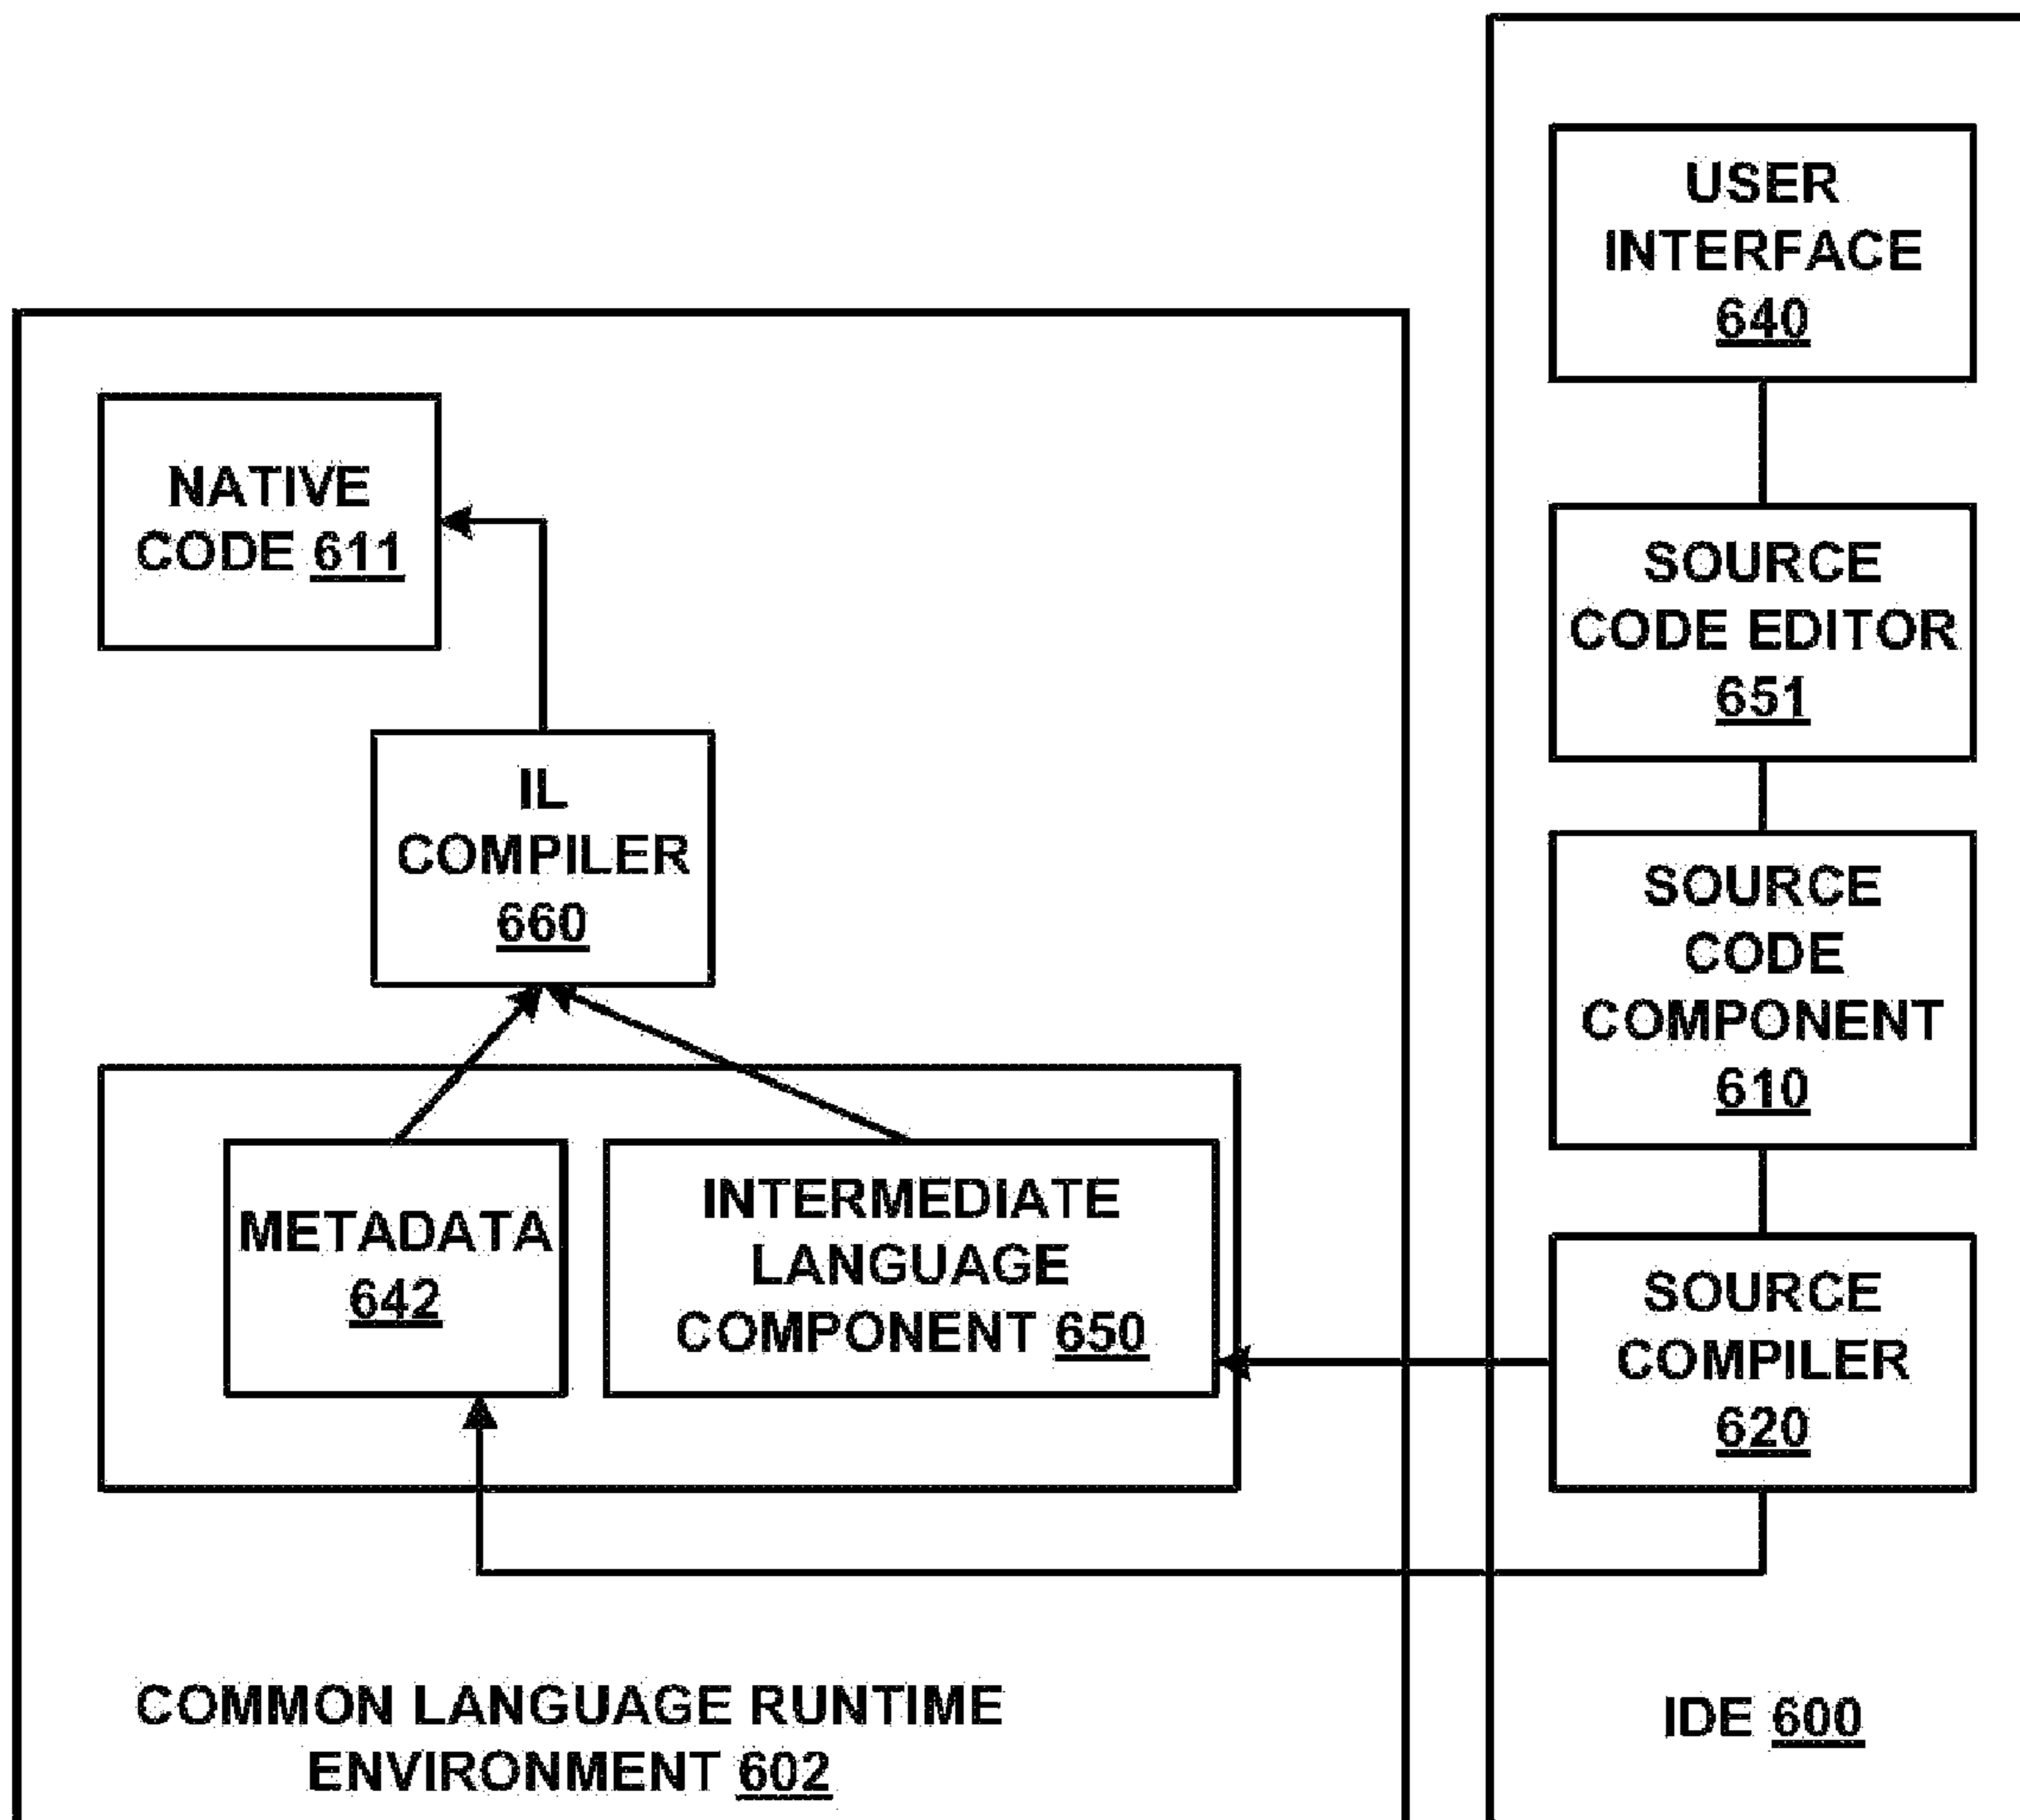 USER
INTERFACE
640
NATIVE
CODE 611
SOURCE
CODE EDITOR
651
IL
COMPILER
660
SOURCE
CODE
COMPONENT
610
METADATA
642
INTERMEDIATE
LANGUAGE
COMPONENT 650
SOURCE
COMPILER
620
COMMON LANGUAGE RUNTIME
ENVIRONMENT 602
IDE 600